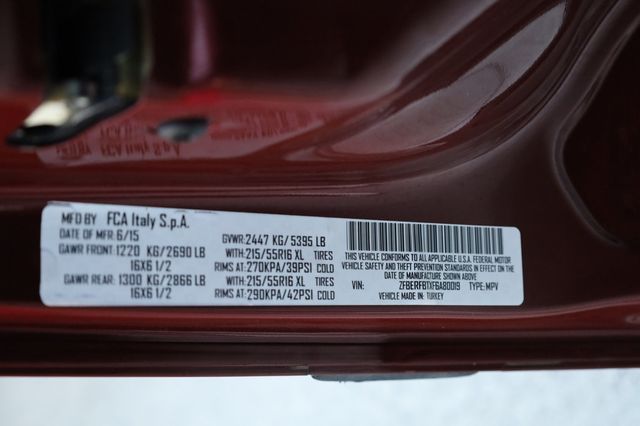 MFD BY FCA Italy S.p.A.
DATE OF MFR: 6/15
GVWR: 2447 KG/5395 LB
GAWR FRONT: 1220 KG/2690 LB WITH: 215/55R16 XL TIRES
16X6 1/2 RIMS AT: 270KPA/39PSI COLD
GAWR REAR: 1300 KG/2866 LB WITH: 215/55R16 XL TIRES
16X6 1/2 RIMS AT: 290KPA/42PSI COLD
THIS VEHICLE CONFORMS TO ALL APPLICABLE U.S.A. FEDERAL MOTOR
VEHICLE SAFETY AND THEFT PREVENTION STANDARDS IN EFFECT ON THE
DATE OF MANUFACTURE SHOWN ABOVE
VIN: TYPE: MPV
VEHICLE MADE IN: TURKEY